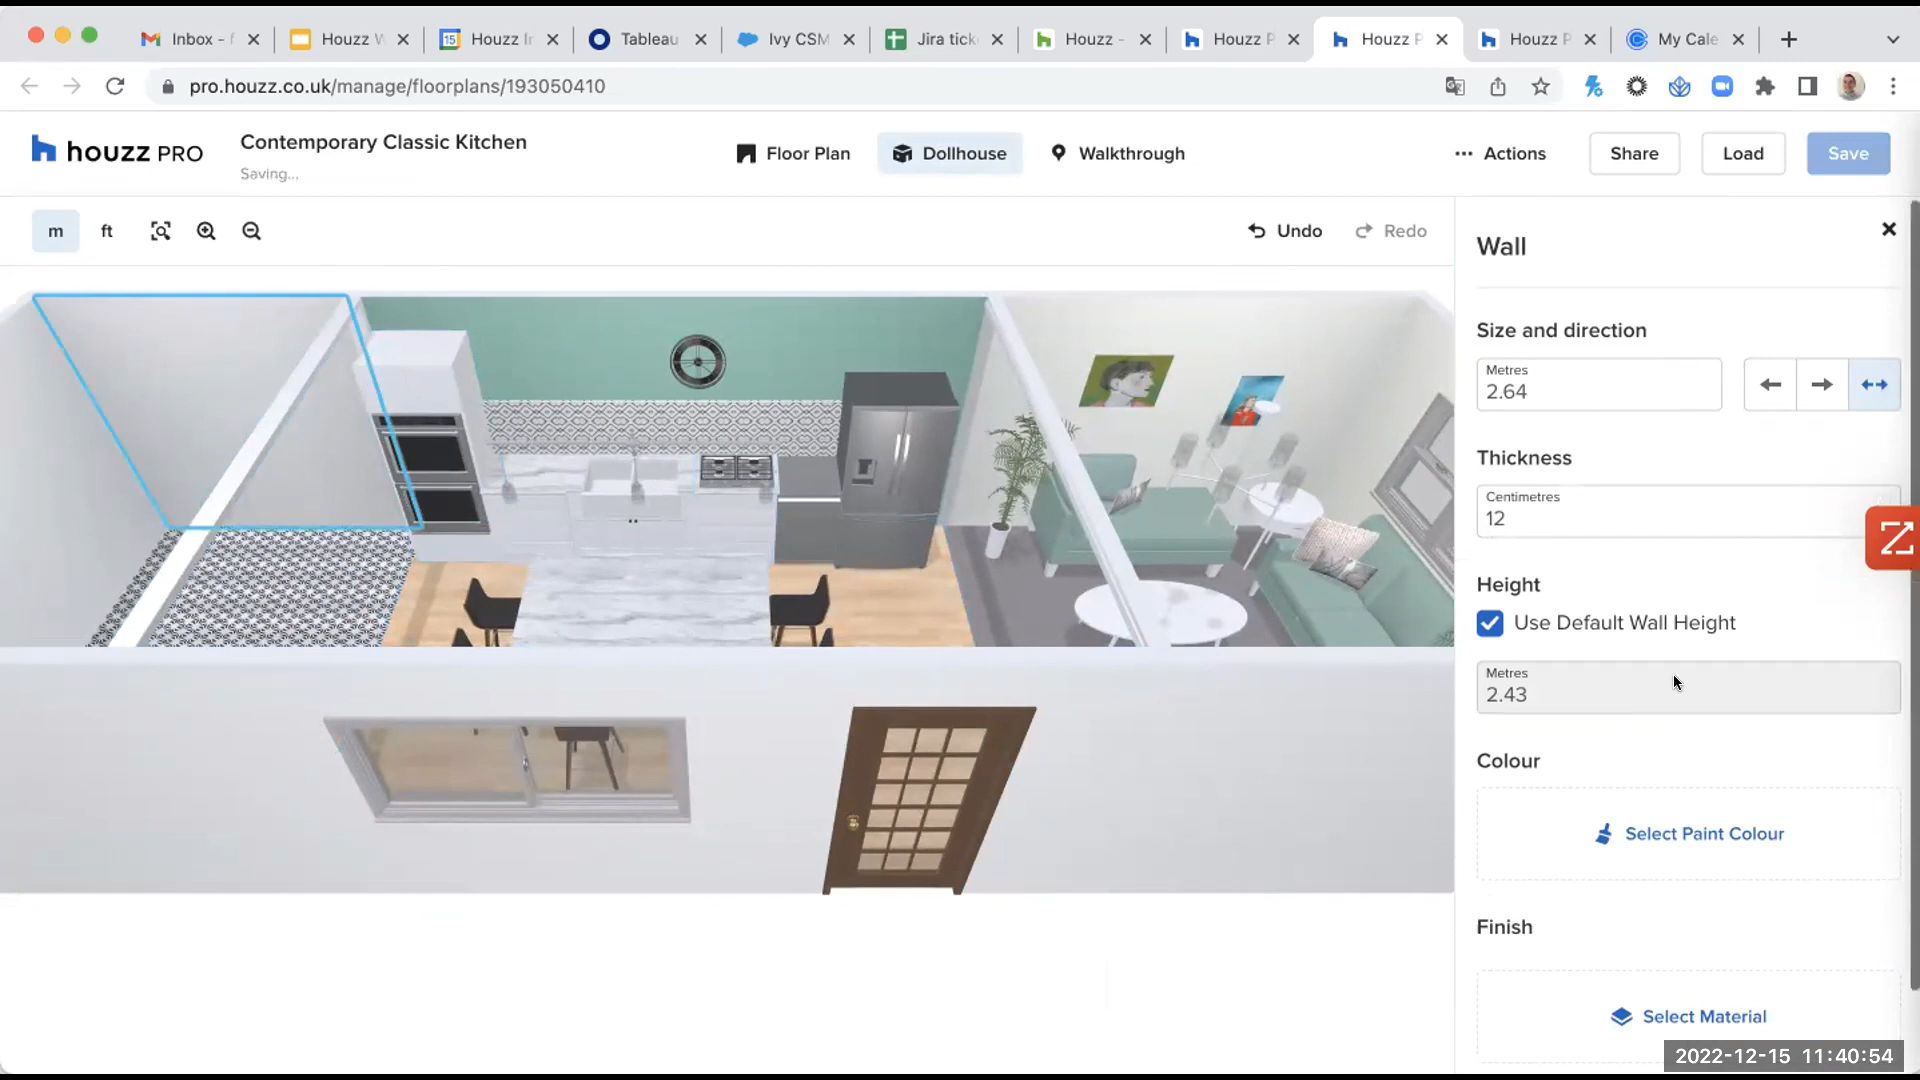 Inbox - f
Houzz W
15
Houzz In
Tableau
Ivy CSM
Jira tick
Houzz -
Houzz P
Houzz P
Houzz P
My Cale
pro.houzz.co.uk/manage/floorplans/193050410
houzz PRO
Contemporary Classic Kitchen
Saving...
Floor Plan
Dollhouse
Walkthrough
Actions
Share
Load
Save
m
ft
Undo
Redo
Wall
Size and direction
Metres
2.64
Thickness
Centimetres
12
Height
Use Default Wall Height
Metres
2.43
Colour
Select Paint Colour
Finish
Select Material
2022-12-15 11:40:54